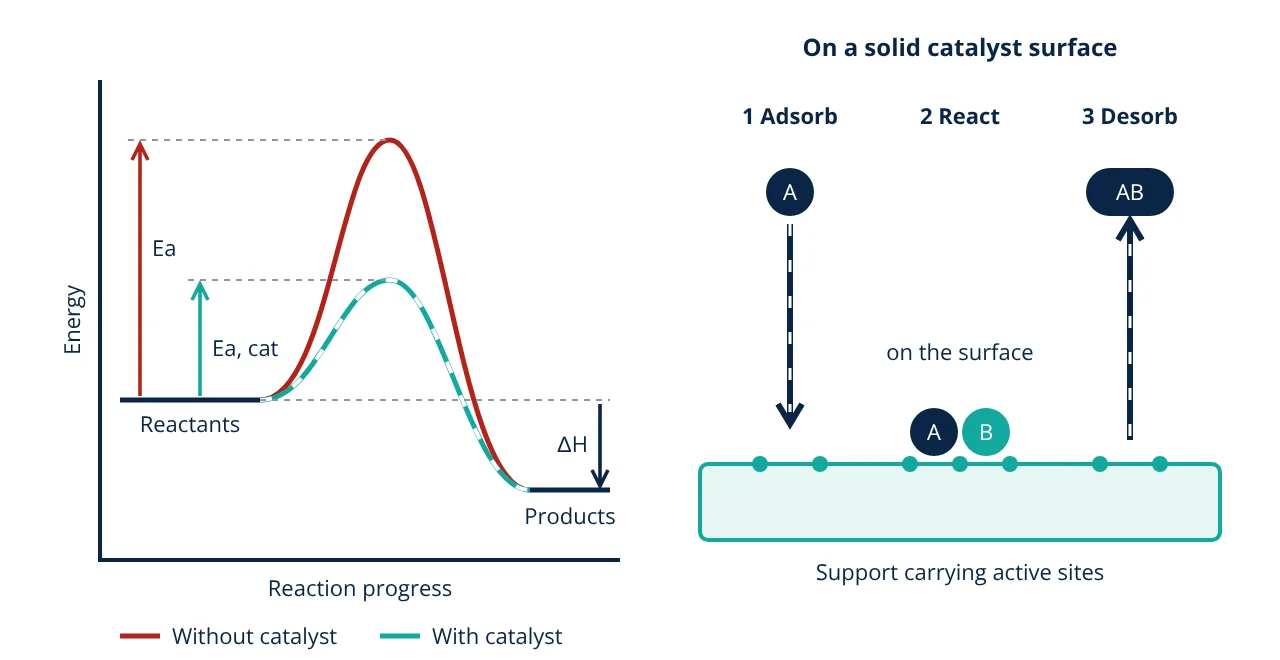 Energy
Ea
Ea, cat
Reactants
ΔH
Products
Reaction progress
Without catalyst
With catalyst
On a solid catalyst surface
1 Adsorb
2 React
3 Desorb
A
AB
on the surface
A
B
Support carrying active sites